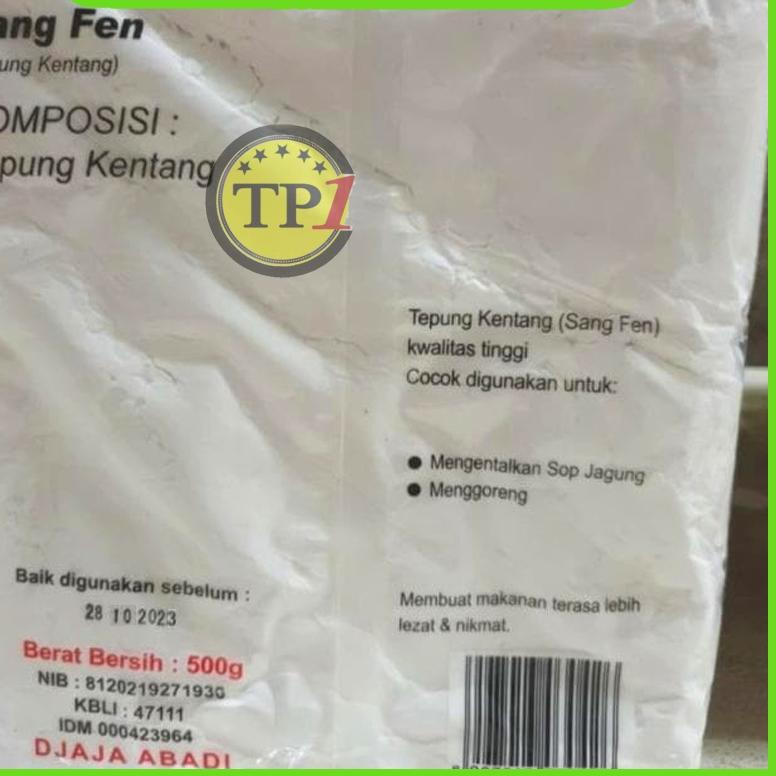 ang Fen
ung Kentang)
OMPOSISI :
pung Kentang
TP1
Tepung Kentang (Sang Fen)
kwalitas tinggi
Cocok digunakan untuk:
● Mengentalkan Sop Jagung
● Menggoreng
Baik digunakan sebelum :
28 10 2023
Berat Bersih : 500g
NIB : 8120219271930
KBLI : 47111
IDM 000423964
DJAJA ABADI
Membuat makanan terasa lebih
lezat & nikmat.